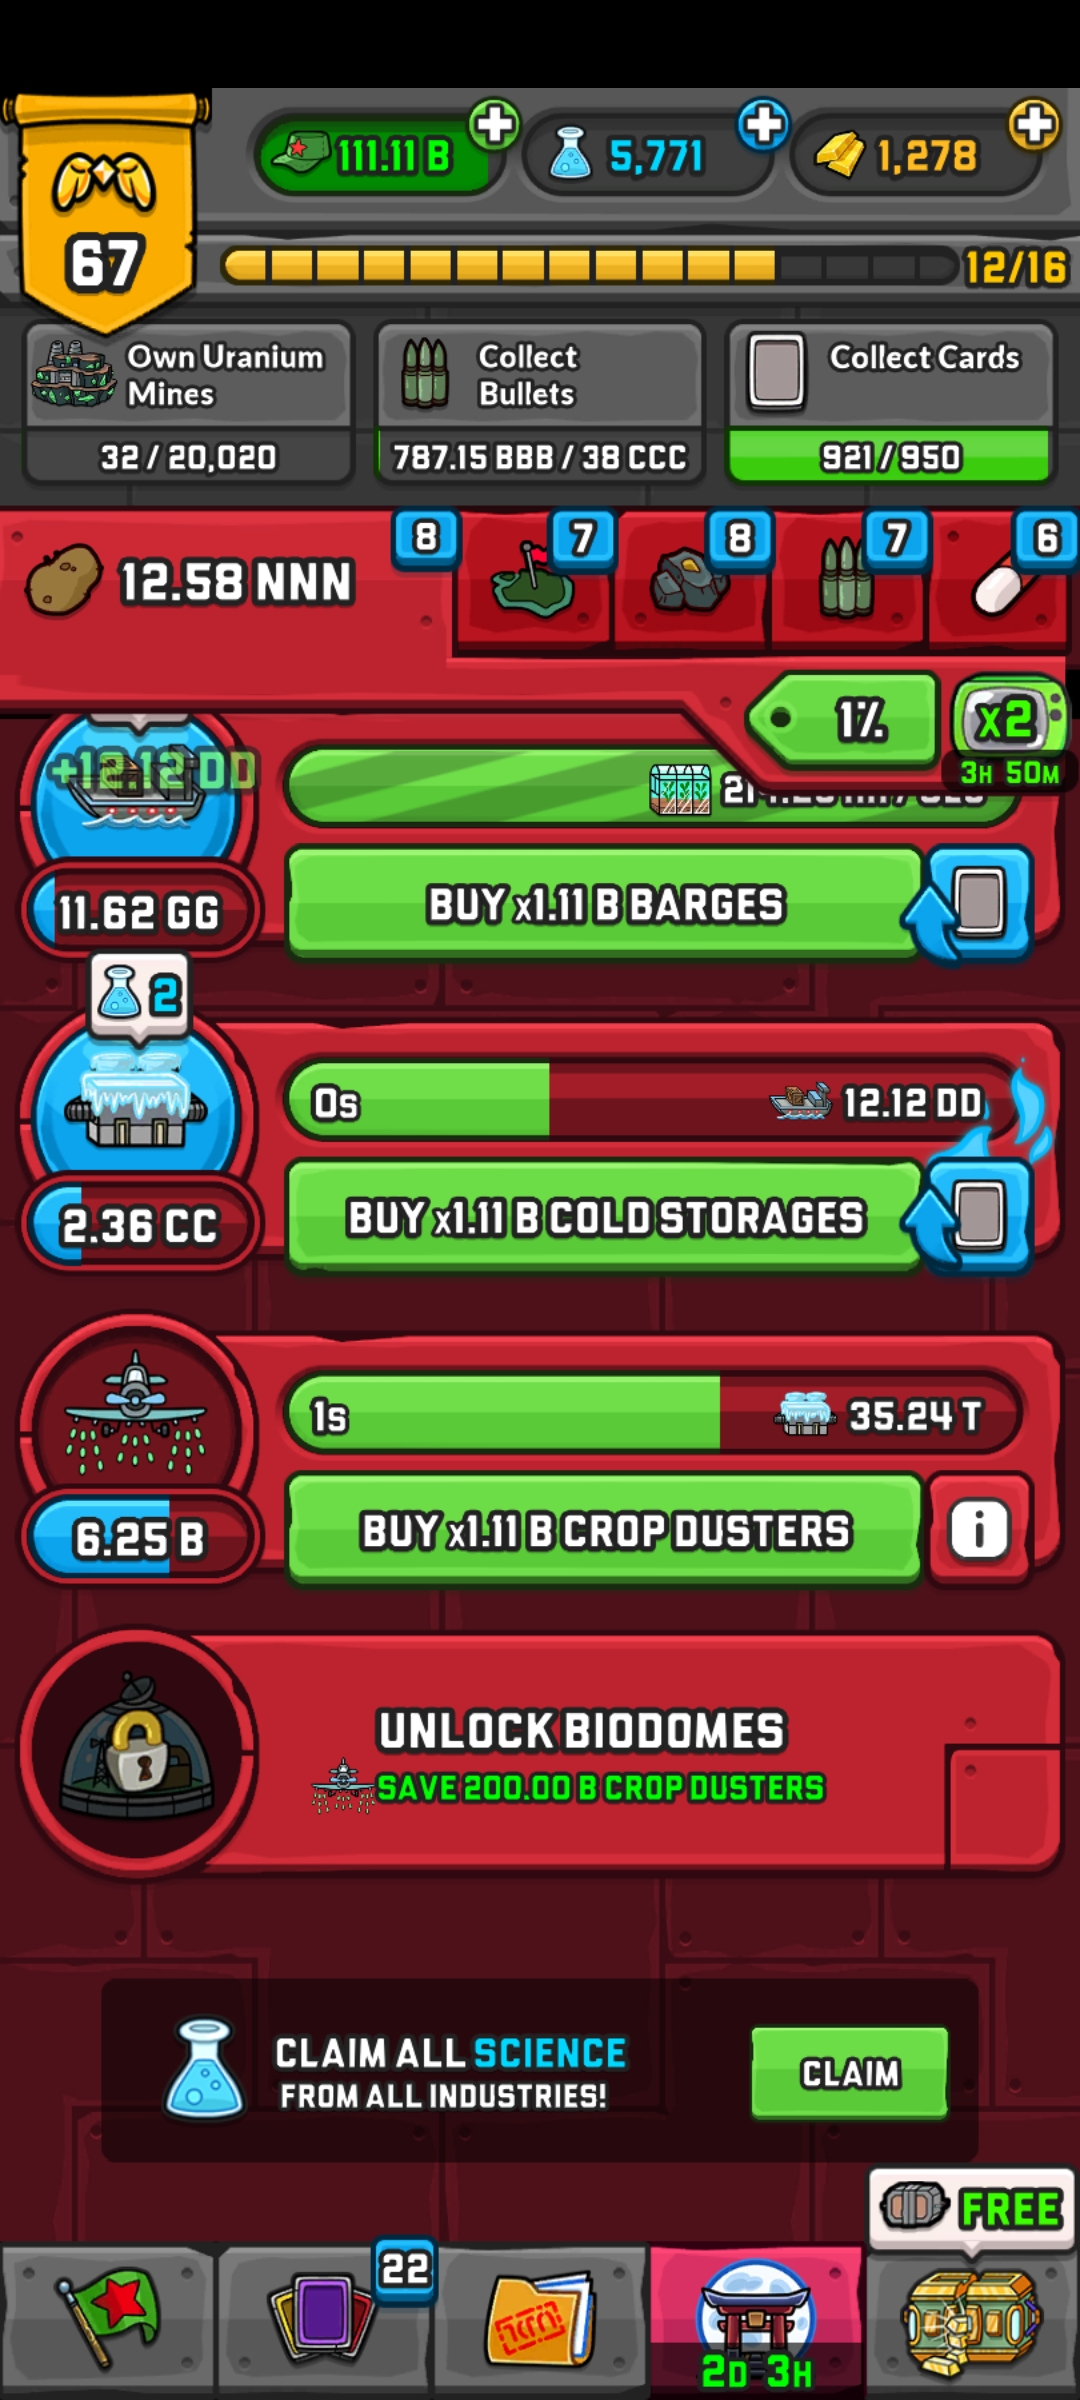 111.11 B
5,771
1,278
67
12/16
Own Uranium
Mines
32 / 20,020
Collect
Bullets
787.15 BBB / 38 CCC
Collect Cards
921 / 950
12.58 NNN
8
7
8
7
6
1%
x2
3H 50M
+12.12 DD
11.62 GG
BUY x1.11 B BARGES
2
0s
12.12 DD
2.36 CC
BUY x1.11 B COLD STORAGES
1s
35.24 T
6.25 B
BUY x1.11 B CROP DUSTERS
i
UNLOCK BIODOMES
SAVE 200.00 B CROP DUSTERS
CLAIM ALL SCIENCE
FROM ALL INDUSTRIES!
CLAIM
FREE
22
2D 3H